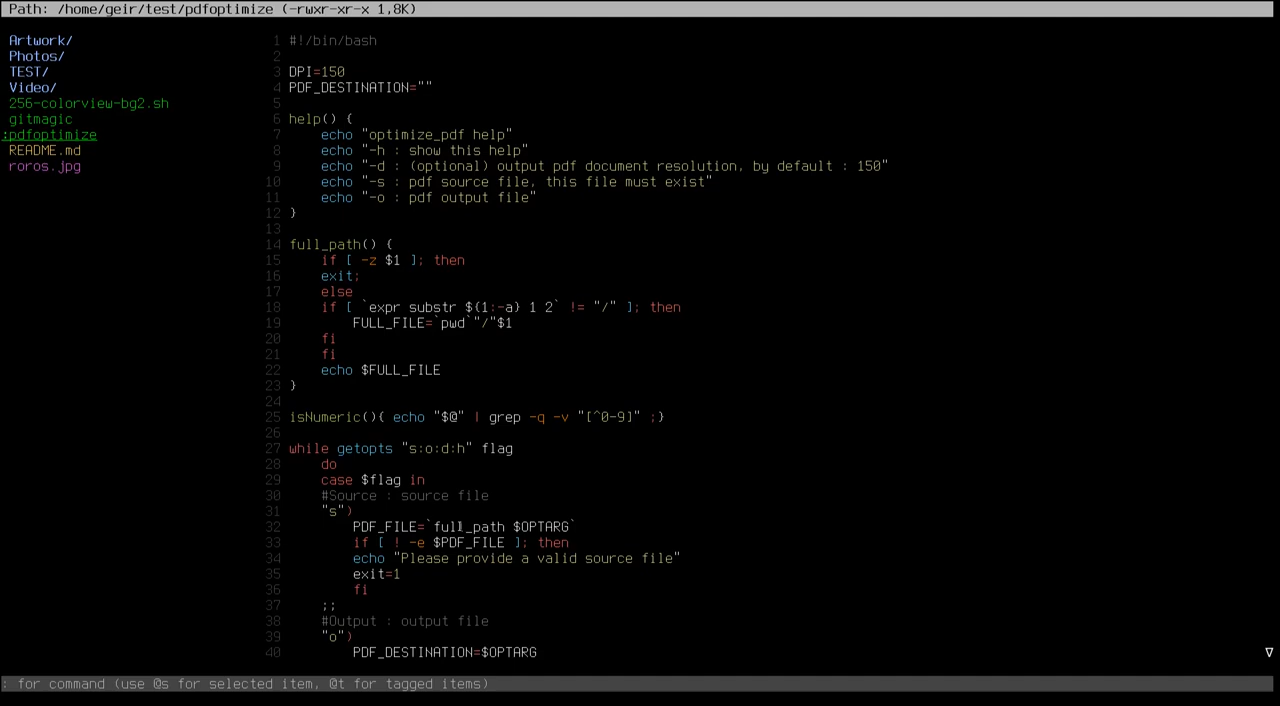 Path: /home/geir/test/pdfoptimize (-rwxr-xr-x 1,8K)
Artwork/
Photos/
TEST/
Video/
256-colorview-bg2.sh
gitmagic
:pdfoptimize
README.md
roros.jpg
1 #!/bin/bash
2
3 DPI=150
4 PDF_DESTINATION=""
5
6 help() {
7     echo "optimize_pdf help"
8     echo "-h : show this help"
9     echo "-d : (optional) output pdf document resolution, by default : 150"
10     echo "-s : pdf source file, this file must exist"
11     echo "-o : pdf output file"
12 }
13
14 full_path() {
15     if [ -z $1 ]; then
16     exit;
17     else
18     if [ `expr substr ${1:-a} 1 2` != "/" ]; then
19         FULL_FILE=`pwd`"/"$1
20     fi
21     fi
22     echo $FULL_FILE
23 }
24
25 isNumeric(){ echo "$@" | grep -q -v "[^0-9]" ;}
26
27 while getopts "s:o:d:h" flag
28     do
29     case $flag in
30     #Source : source file
31     "s")
32         PDF_FILE=`full_path $OPTARG`
33         if [ ! -e $PDF_FILE ]; then
34         echo "Please provide a valid source file"
35         exit=1
36         fi
37     ;;
38     #Output : output file
39     "o")
40         PDF_DESTINATION=$OPTARG
∇
: for command (use @s for selected item, @t for tagged items)